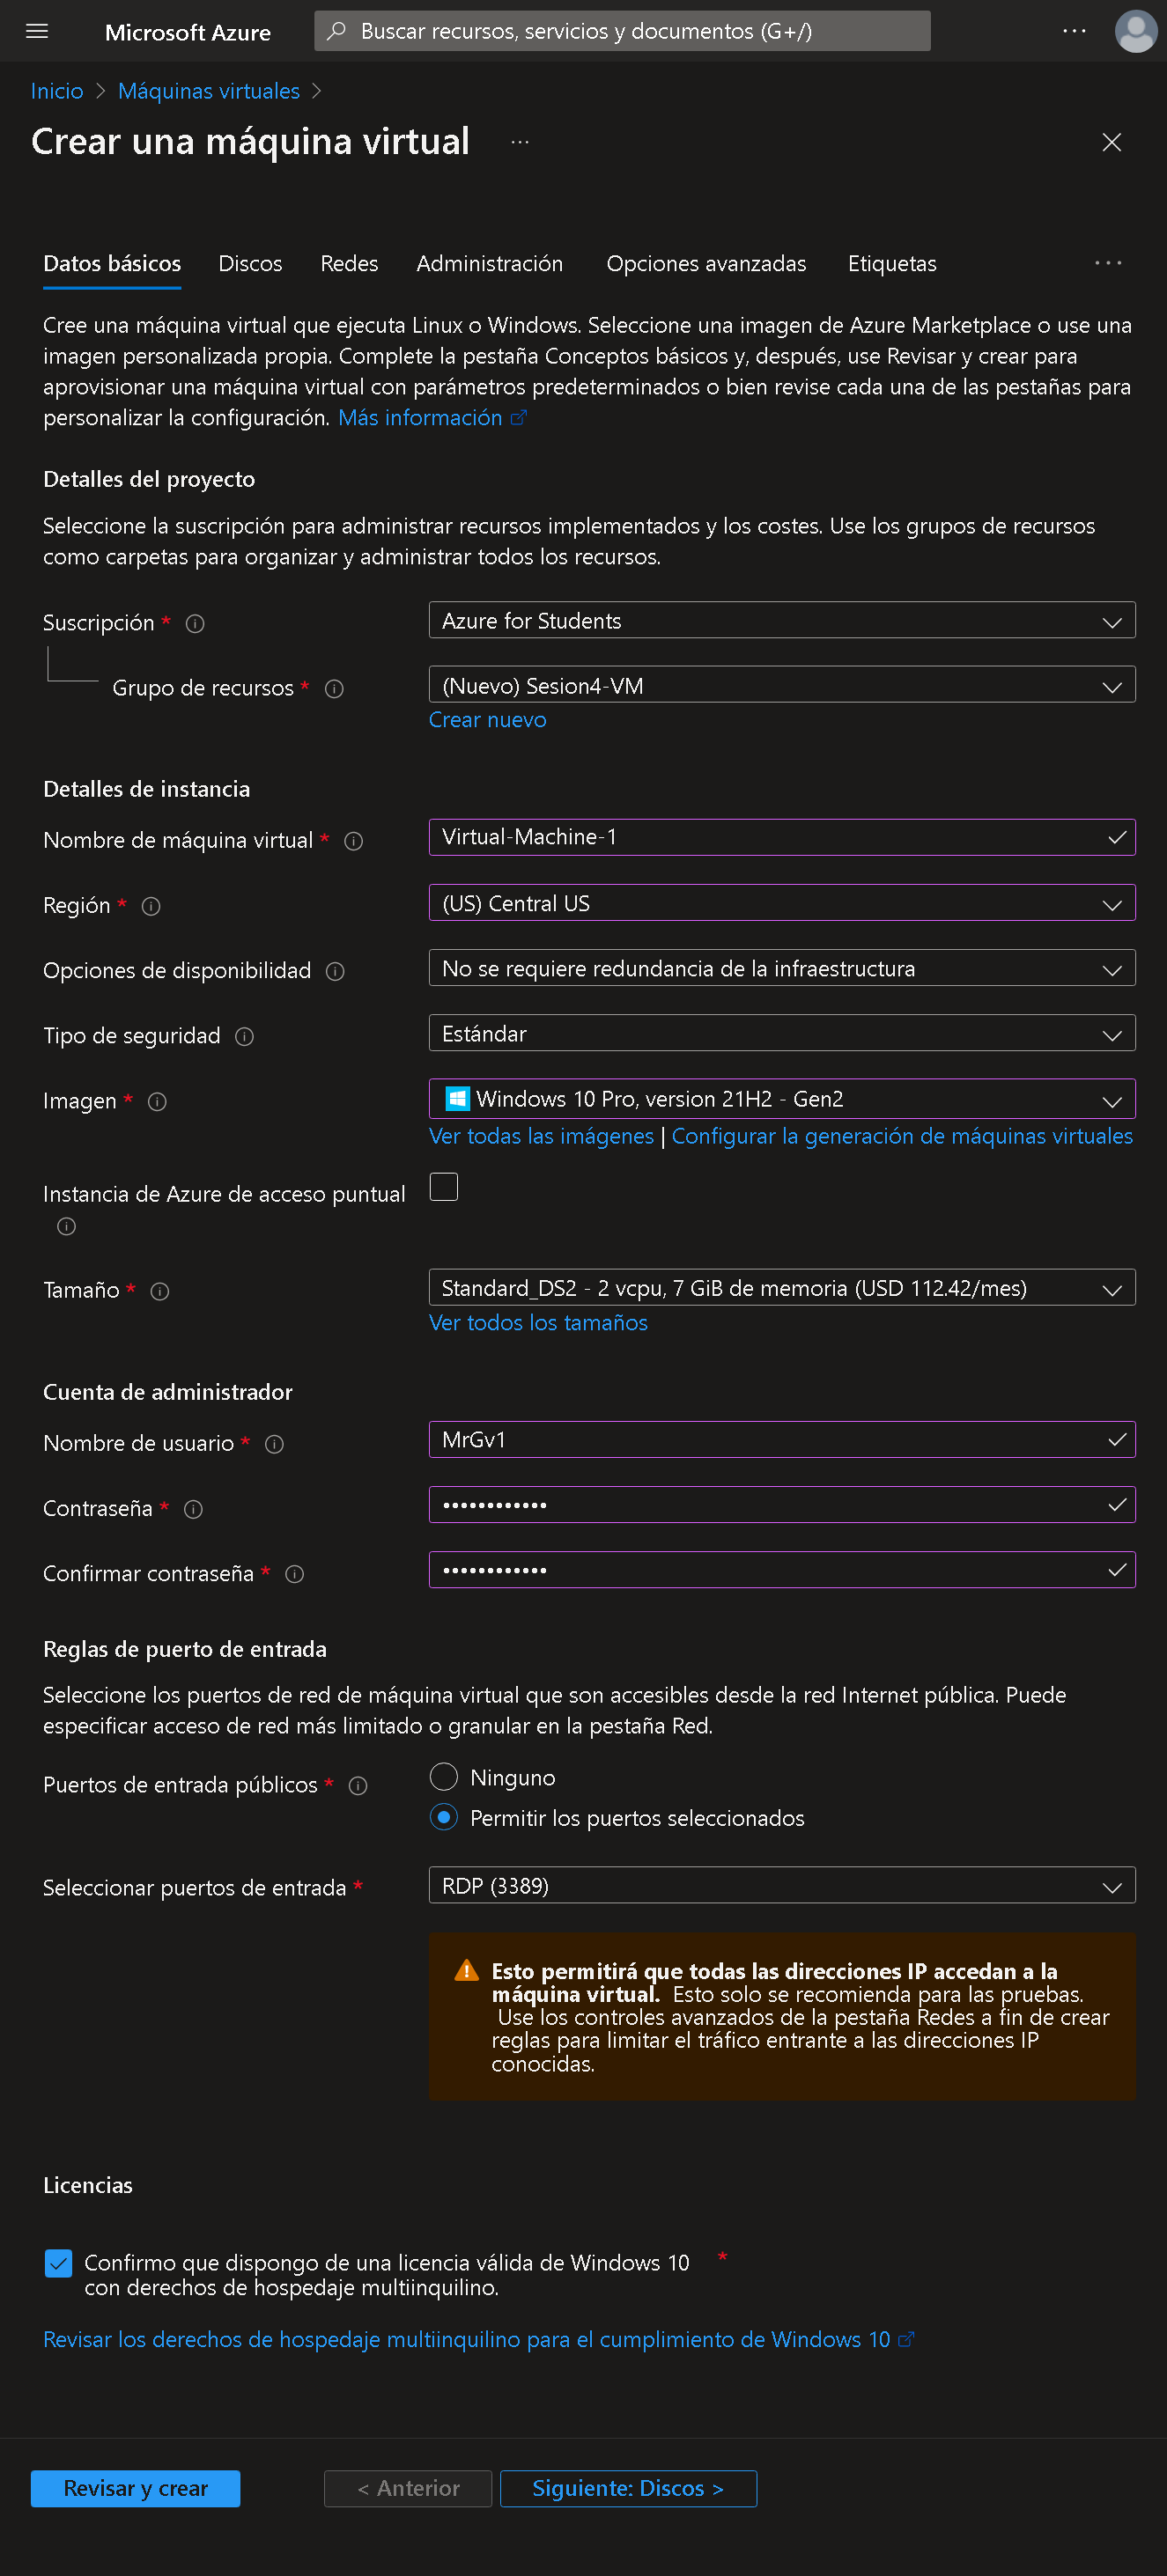 Microsoft Azure
Buscar recursos, servicios y documentos (G+/)
Inicio > Máquinas virtuales >
Crear una máquina virtual ...
Datos básicos Discos Redes Administración Opciones avanzadas Etiquetas ...
Cree una máquina virtual que ejecuta Linux o Windows. Seleccione una imagen de Azure Marketplace o use una
imagen personalizada propia. Complete la pestaña Conceptos básicos y, después, use Revisar y crear para
aprovisionar una máquina virtual con parámetros predeterminados o bien revise cada una de las pestañas para
personalizar la configuración. Más información
Detalles del proyecto
Seleccione la suscripción para administrar recursos implementados y los costes. Use los grupos de recursos
como carpetas para organizar y administrar todos los recursos.
Suscripción * Azure for Students
Grupo de recursos * (Nuevo) Sesion4-VM
Crear nuevo
Detalles de instancia
Nombre de máquina virtual * Virtual-Machine-1
Región * (US) Central US
Opciones de disponibilidad No se requiere redundancia de la infraestructura
Tipo de seguridad Estándar
Imagen * Windows 10 Pro, version 21H2 - Gen2
Ver todas las imágenes | Configurar la generación de máquinas virtuales
Instancia de Azure de acceso puntual
Tamaño * Standard_DS2 - 2 vcpu, 7 GiB de memoria (USD 112.42/mes)
Ver todos los tamaños
Cuenta de administrador
Nombre de usuario * MrGv1
Contraseña * ••••••••••••
Confirmar contraseña * ••••••••••••
Reglas de puerto de entrada
Seleccione los puertos de red de máquina virtual que son accesibles desde la red Internet pública. Puede
especificar acceso de red más limitado o granular en la pestaña Red.
Puertos de entrada públicos * Ninguno
Permitir los puertos seleccionados
Seleccionar puertos de entrada * RDP (3389)
Esto permitirá que todas las direcciones IP accedan a la
máquina virtual. Esto solo se recomienda para las pruebas.
Use los controles avanzados de la pestaña Redes a fin de crear
reglas para limitar el tráfico entrante a las direcciones IP
conocidas.
Licencias
Confirmo que dispongo de una licencia válida de Windows 10 *
con derechos de hospedaje multiinquilino.
Revisar los derechos de hospedaje multiinquilino para el cumplimiento de Windows 10
Revisar y crear < Anterior Siguiente: Discos >